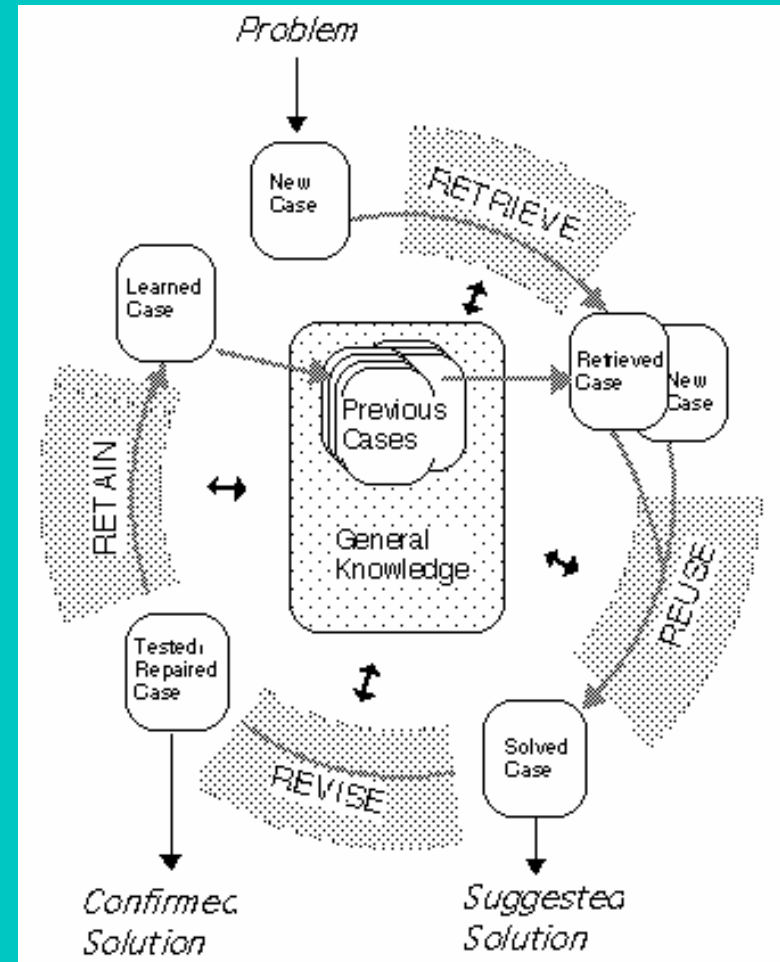 Problem
New
Case
RETRIEVE
Learned
Case
Retrieved
Case
New
Case
Previous
Cases
RETAIN
General
Knowledge
REUSE
Tested/
Repaired
Case
Solved
Case
REVISE
Confirmed
Solution
Suggested
Solution